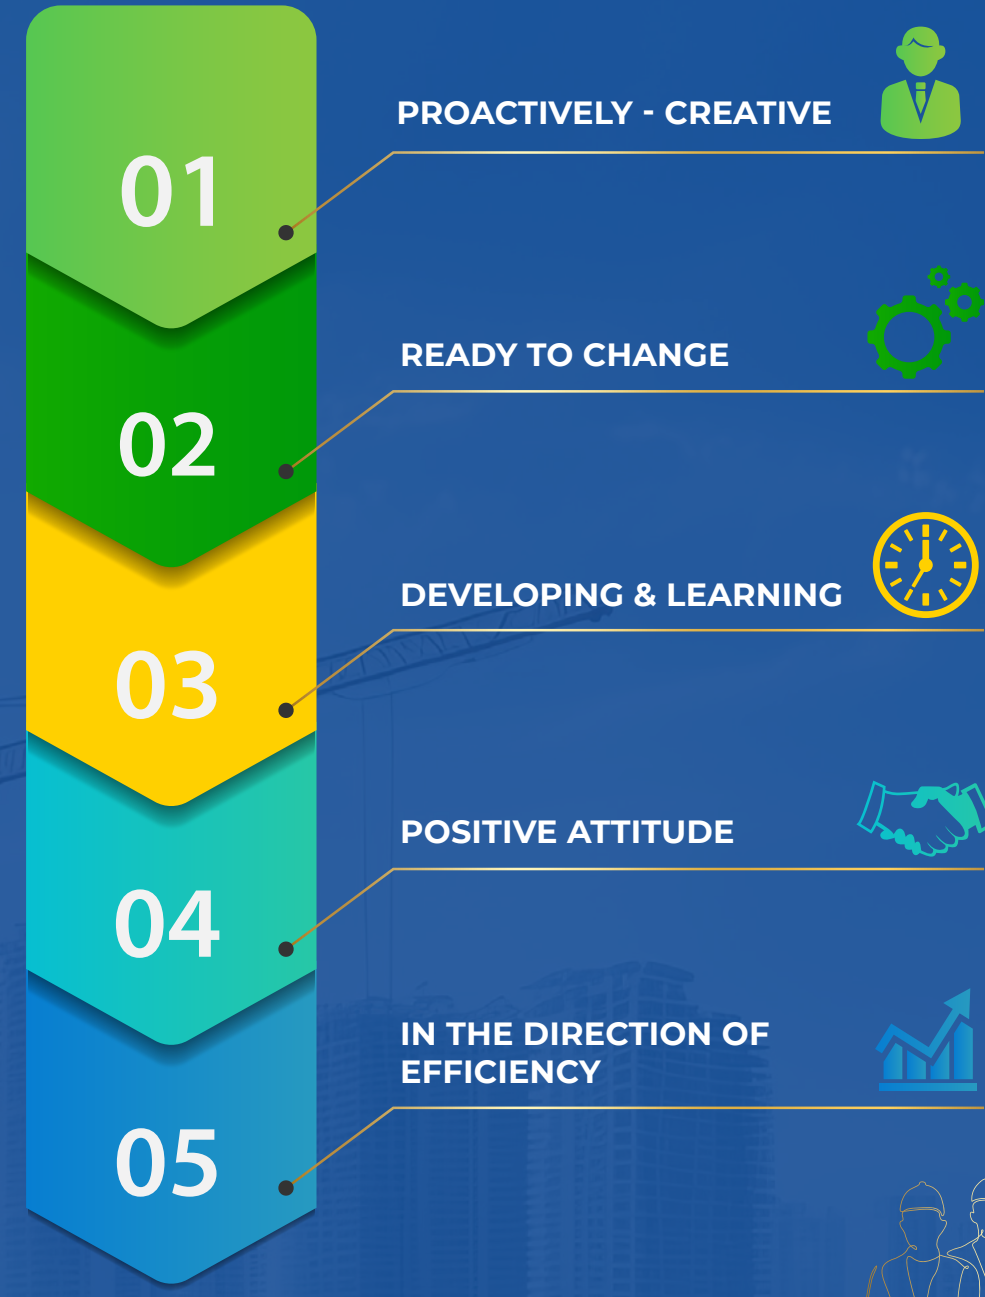 01
PROACTIVELY - CREATIVE
02
READY TO CHANGE
03
DEVELOPING & LEARNING
04
POSITIVE ATTITUDE
05
IN THE DIRECTION OF
EFFICIENCY